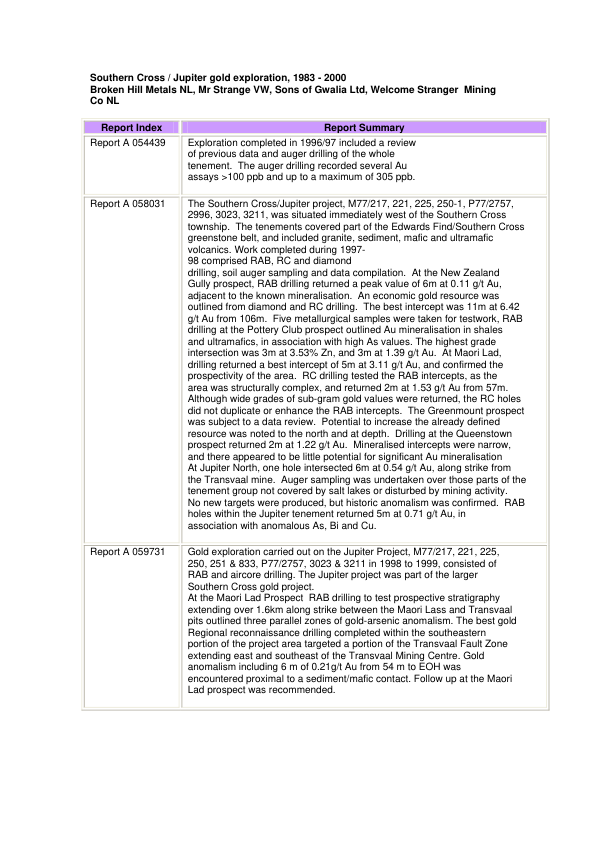 Southern Cross / Jupiter gold exploration, 1983 - 2000
Broken Hill Metals NL, Mr Strange VW, Sons of Gwalia Ltd, Welcome Stranger  Mining
Co NL
Report Index
Report Summary
Report A 054439
Exploration completed in 1996/97 included a review
of previous data and auger drilling of the whole
tenement.  The auger drilling recorded several Au
assays >100 ppb and up to a maximum of 305 ppb.
Report A 058031
The Southern Cross/Jupiter project, M77/217, 221, 225, 250-1, P77/2757,
2996, 3023, 3211, was situated immediately west of the Southern Cross
township.  The tenements covered part of the Edwards Find/Southern Cross
greenstone belt, and included granite, sediment, mafic and ultramafic
volcanics. Work completed during 1997-
98 comprised RAB, RC and diamond
drilling, soil auger sampling and data compilation.  At the New Zealand
Gully prospect, RAB drilling returned a peak value of 6m at 0.11 g/t Au,
adjacent to the known mineralisation.  An economic gold resource was
outlined from diamond and RC drilling.  The best intercept was 11m at 6.42
g/t Au from 106m.  Five metallurgical samples were taken for testwork, RAB
drilling at the Pottery Club prospect outlined Au mineralisation in shales
and ultramafics, in association with high As values. The highest grade
intersection was 3m at 3.53% Zn, and 3m at 1.39 g/t Au.  At Maori Lad,
drilling returned a best intercept of 5m at 3.11 g/t Au, and confirmed the
prospectivity of the area.  RC drilling tested the RAB intercepts, as the
area was structurally complex, and returned 2m at 1.53 g/t Au from 57m.
Although wide grades of sub-gram gold values were returned, the RC holes
did not duplicate or enhance the RAB intercepts.  The Greenmount prospect
was subject to a data review.  Potential to increase the already defined
resource was noted to the north and at depth.  Drilling at the Queenstown
prospect returned 2m at 1.22 g/t Au.  Mineralised intercepts were narrow,
and there appeared to be little potential for significant Au mineralisation
At Jupiter North, one hole intersected 6m at 0.54 g/t Au, along strike from
the Transvaal mine.  Auger sampling was undertaken over those parts of the
tenement group not covered by salt lakes or disturbed by mining activity.
No new targets were produced, but historic anomalism was confirmed.  RAB
holes within the Jupiter tenement returned 5m at 0.71 g/t Au, in
association with anomalous As, Bi and Cu.
Report A 059731
Gold exploration carried out on the Jupiter Project, M77/217, 221, 225,
250, 251 & 833, P77/2757, 3023 & 3211 in 1998 to 1999, consisted of
RAB and aircore drilling. The Jupiter project was part of the larger
Southern Cross gold project.
At the Maori Lad Prospect  RAB drilling to test prospective stratigraphy
extending over 1.6km along strike between the Maori Lass and Transvaal
pits outlined three parallel zones of gold-arsenic anomalism. The best gold
Regional reconnaissance drilling completed within the southeastern
portion of the project area targeted a portion of the Transvaal Fault Zone
extending east and southeast of the Transvaal Mining Centre. Gold
anomalism including 6 m of 0.21g/t Au from 54 m to EOH was
encountered proximal to a sediment/mafic contact. Follow up at the Maori
Lad prospect was recommended.